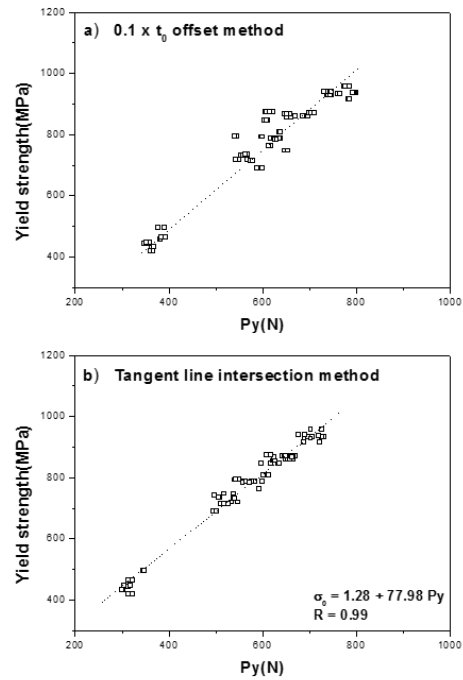 a) 0.1 x t0 offset method
Yield strength(MPa)
1200
1000
800
600
400
200
400
600
800
1000
Py(N)
b) Tangent line intersection method
Yield strength(MPa)
1200
1000
800
600
400
σ0 = 1.28 + 77.98 Py
R = 0.99
200
400
600
800
1000
Py(N)